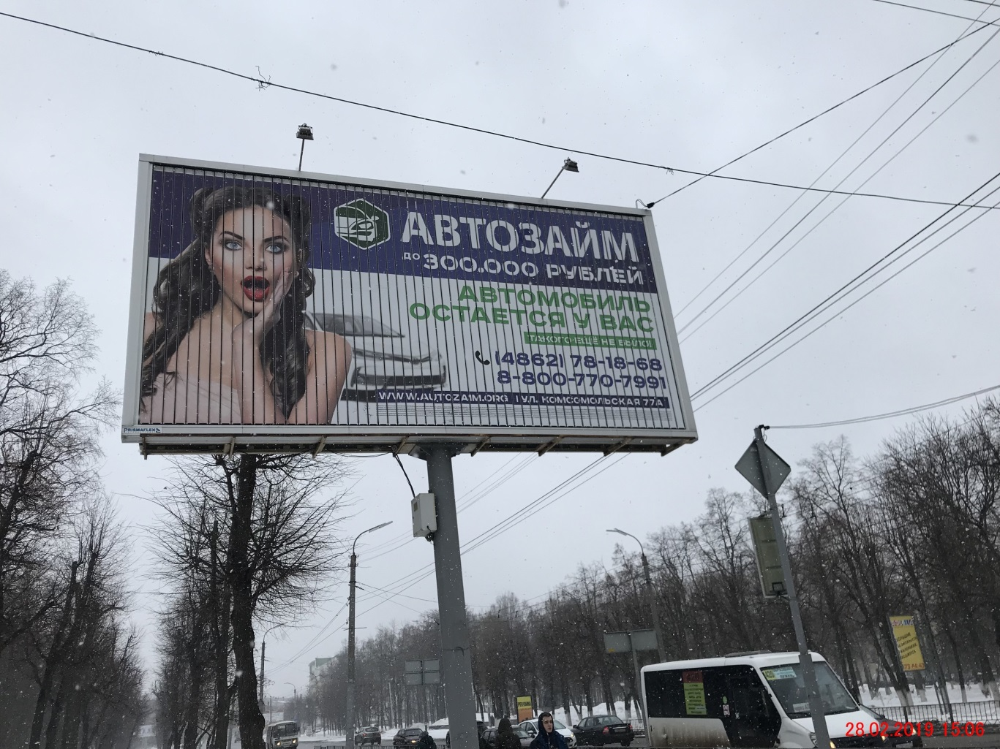 АВТОЗАЙМ
ДО 300.000 РУБЛЕЙ
АВТОМОБИЛЬ
ОСТАЕТСЯ У ВАС
ТАКОГО ЕЩЕ НЕ БЫЛО!
(4862) 78-18-68
8-800-770-7991
WWW.AUTOZAIM.ORG | УЛ. КОМСОМОЛЬСКАЯ 77А
PRISMAFLEX
РЕКЛАМА
28.02.2019 15:06